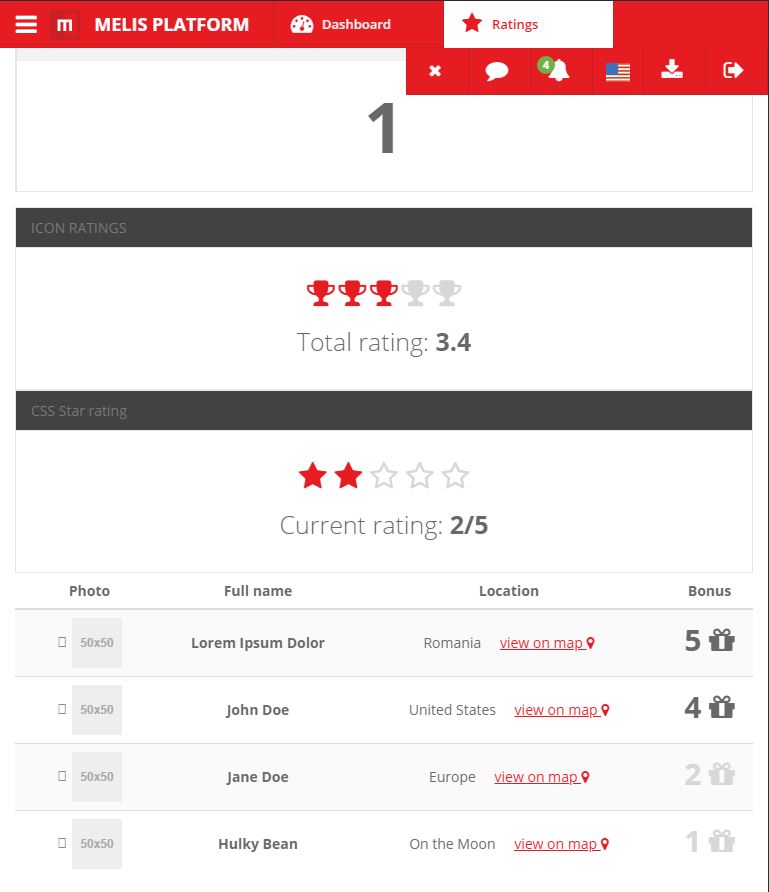 m MELIS PLATFORM Dashboard Ratings
4
1
ICON RATINGS
Total rating: 3.4
CSS Star rating
Current rating: 2/5
Photo Full name Location Bonus
50x50 Lorem Ipsum Dolor Romania view on map 5
50x50 John Doe United States view on map 4
50x50 Jane Doe Europe view on map 2
50x50 Hulky Bean On the Moon view on map 1